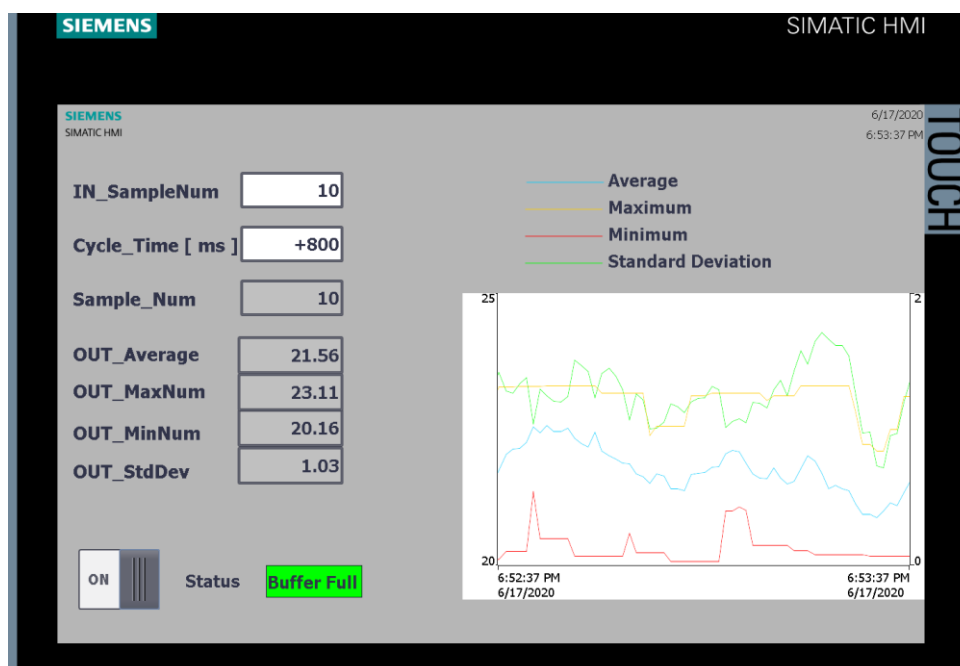 SIEMENS
SIMATIC HMI
TOUCH
SIEMENS
SIMATIC HMI
6/17/2020
6:53:37 PM
IN_SampleNum 10
Cycle_Time [ ms ] +800
Sample_Num 10
OUT_Average 21.56
OUT_MaxNum 23.11
OUT_MinNum 20.16
OUT_StdDev 1.03
ON Status Buffer Full
Average
Maximum
Minimum
Standard Deviation
25 2
20 0
6:52:37 PM 6:53:37 PM
6/17/2020 6/17/2020